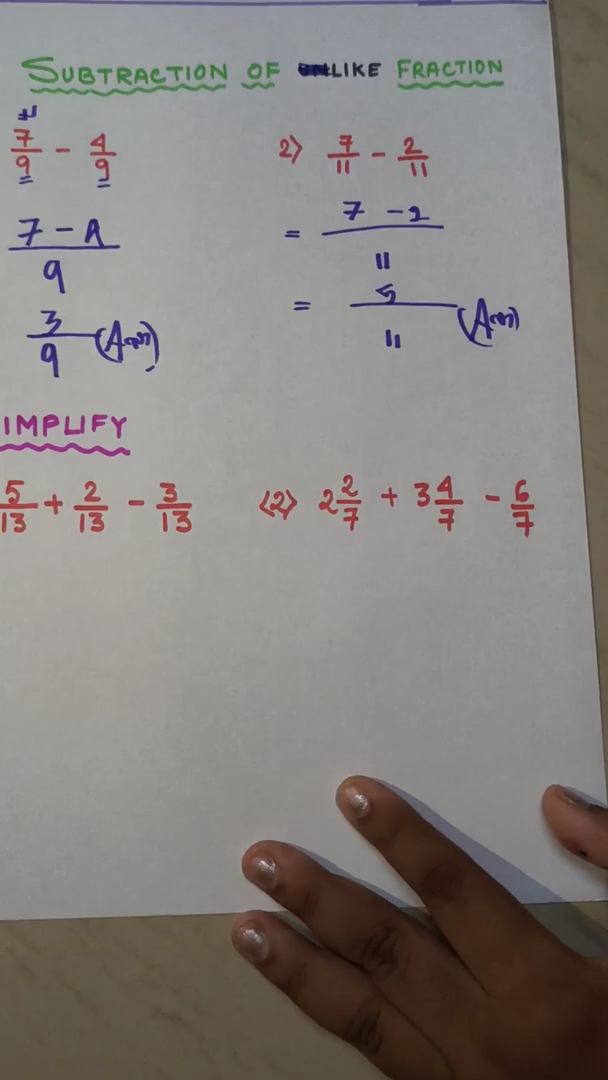 SUBTRACTION OF LIKE FRACTION
7/9 - 4/9
7 - 4 / 9
3/9 (Ans)
2) 7/11 - 2/11
= 7 - 2 / 11
= 5/11 (Ans)
IMPLIFY
5/13 + 2/13 - 3/13
(2) 2 2/7 + 3 4/7 - 6/7